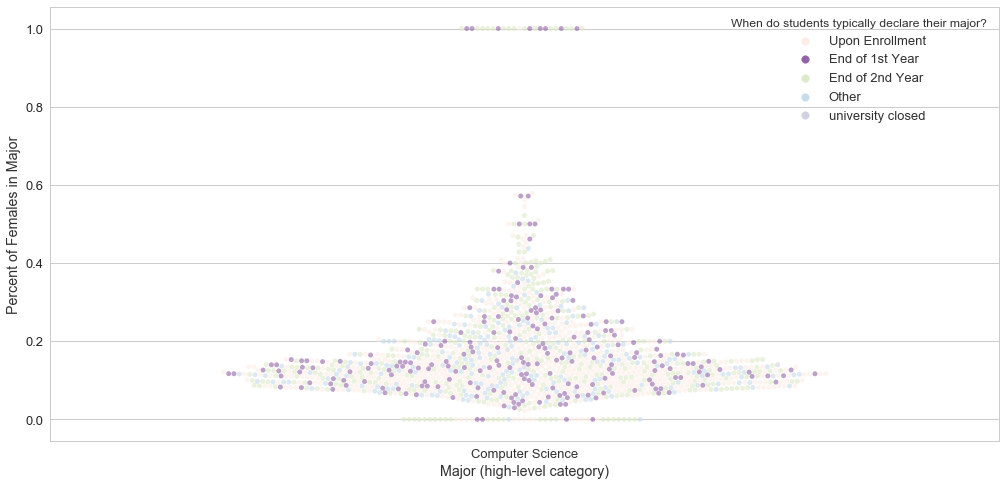 When do students typically declare their major?
Upon Enrollment
End of 1st Year
End of 2nd Year
Other
university closed
1.0
0.8
0.6
0.4
0.2
0.0
Percent of Females in Major
Computer Science
Major (high-level category)